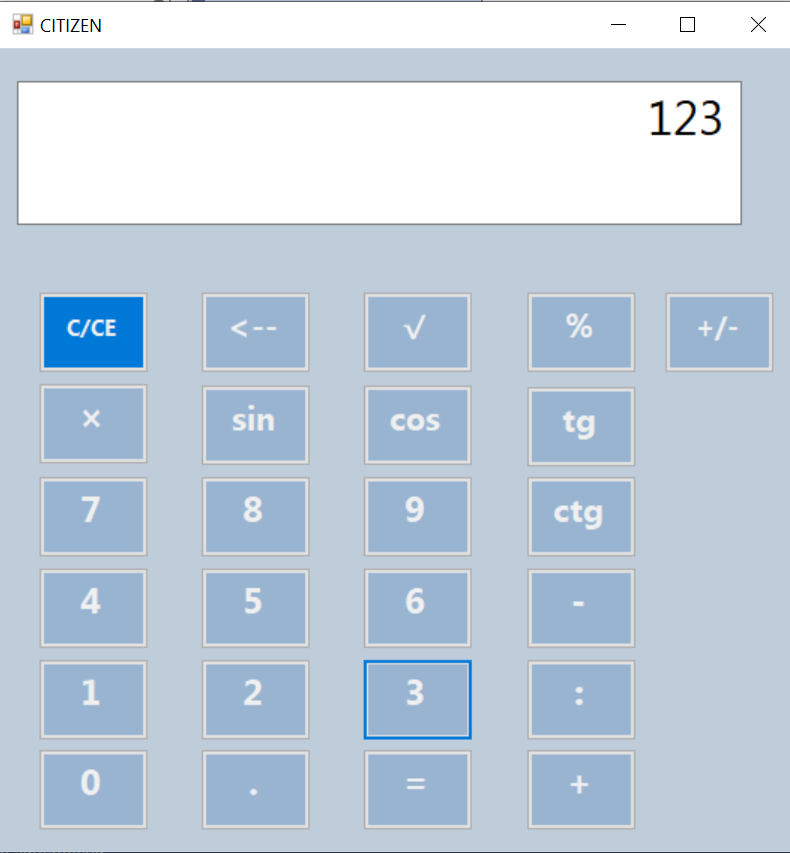 CITIZEN
123
C/CE <-- √ % +/-
× sin cos tg
7 8 9 ctg
4 5 6 -
1 2 3 :
0 . = +